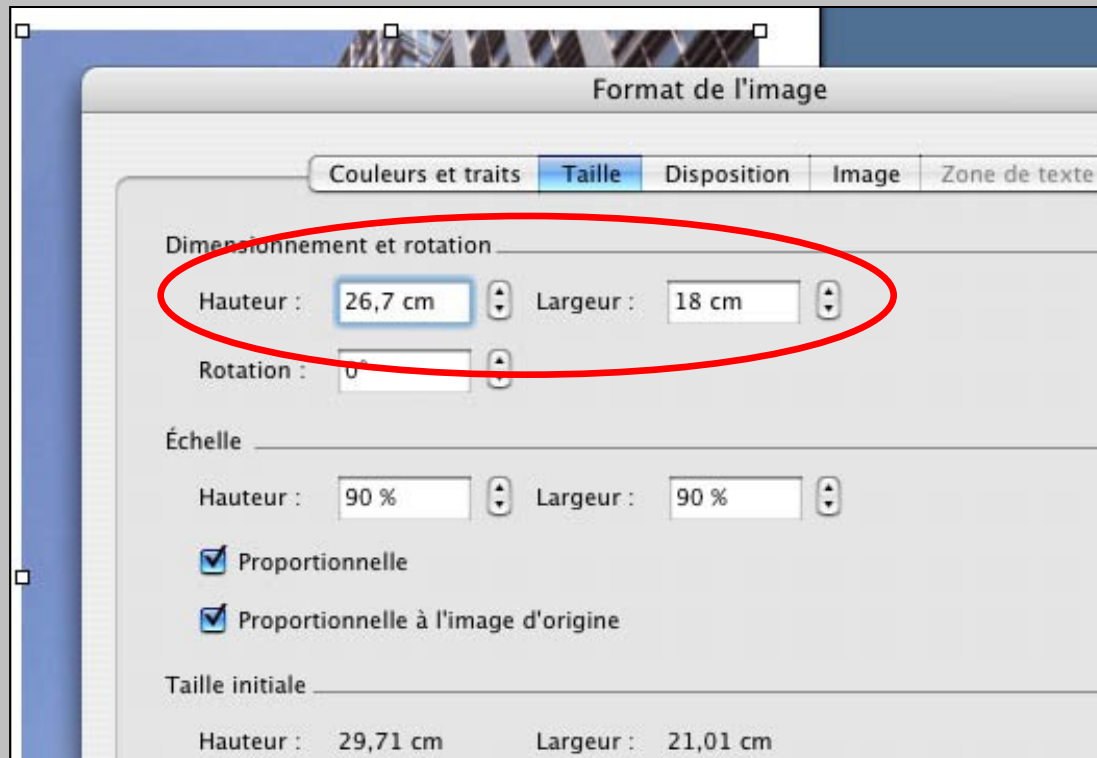 Format de l'image
Couleurs et traits Taille Disposition Image Zone de texte
Dimensionnement et rotation
Hauteur : 26,7 cm Largeur : 18 cm
Rotation : 0°
Échelle
Hauteur : 90 % Largeur : 90 %
Proportionnelle
Proportionnelle à l'image d'origine
Taille initiale
Hauteur : 29,71 cm Largeur : 21,01 cm